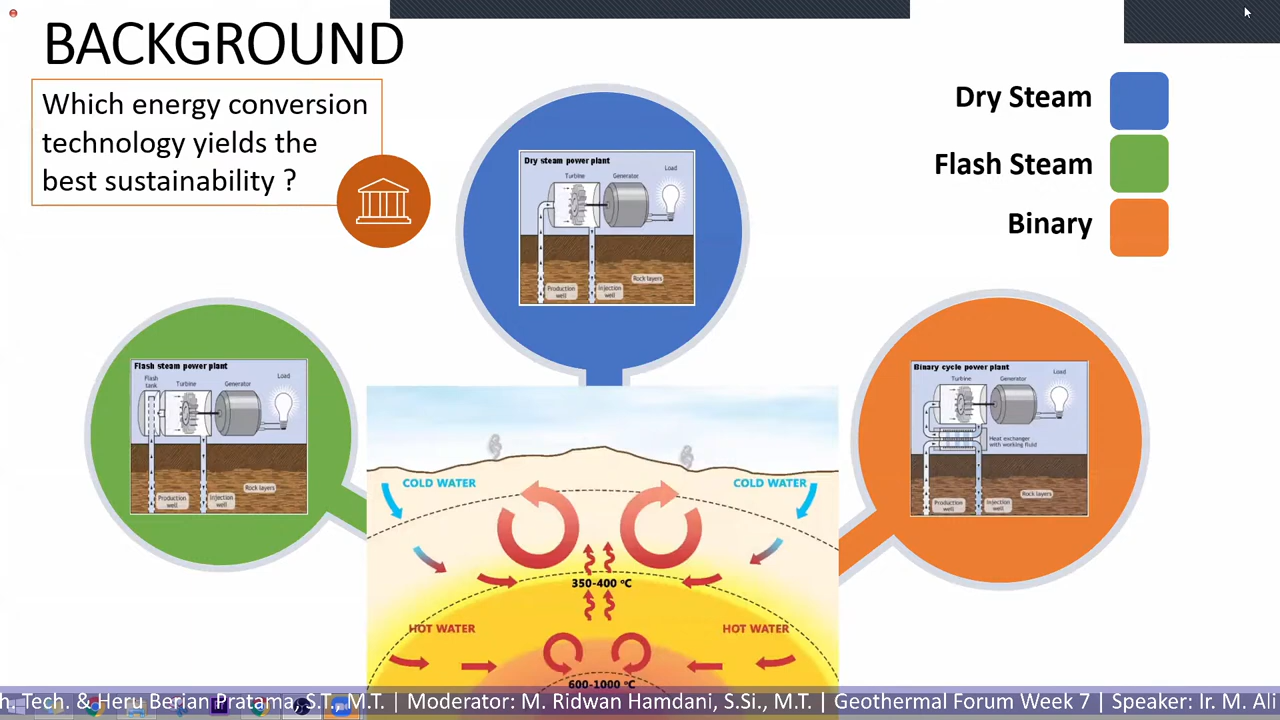 BACKGROUND
Which energy conversion
technology yields the
best sustainability ?
Dry Steam
Flash Steam
Binary
Dry steam power plant
Turbine
Generator
Load
Rock layers
Production
well
Injection
well
Flash steam power plant
Flash
tank
Turbine
Generator
Load
Rock layers
Production
well
Injection
well
Binary cycle power plant
Turbine
Generator
Load
Heat exchanger
with working fluid
Rock layers
Production
well
Injection
well
COLD WATER
COLD WATER
350-400 °C
HOT WATER
HOT WATER
600-1000 °C
h. Tech. & Heru Berian Pratama, S.T., M.T. | Moderator: M. Ridwan Hamdani, S.Si., M.T. | Geothermal Forum Week 7 | Speaker: Ir. M. Ali